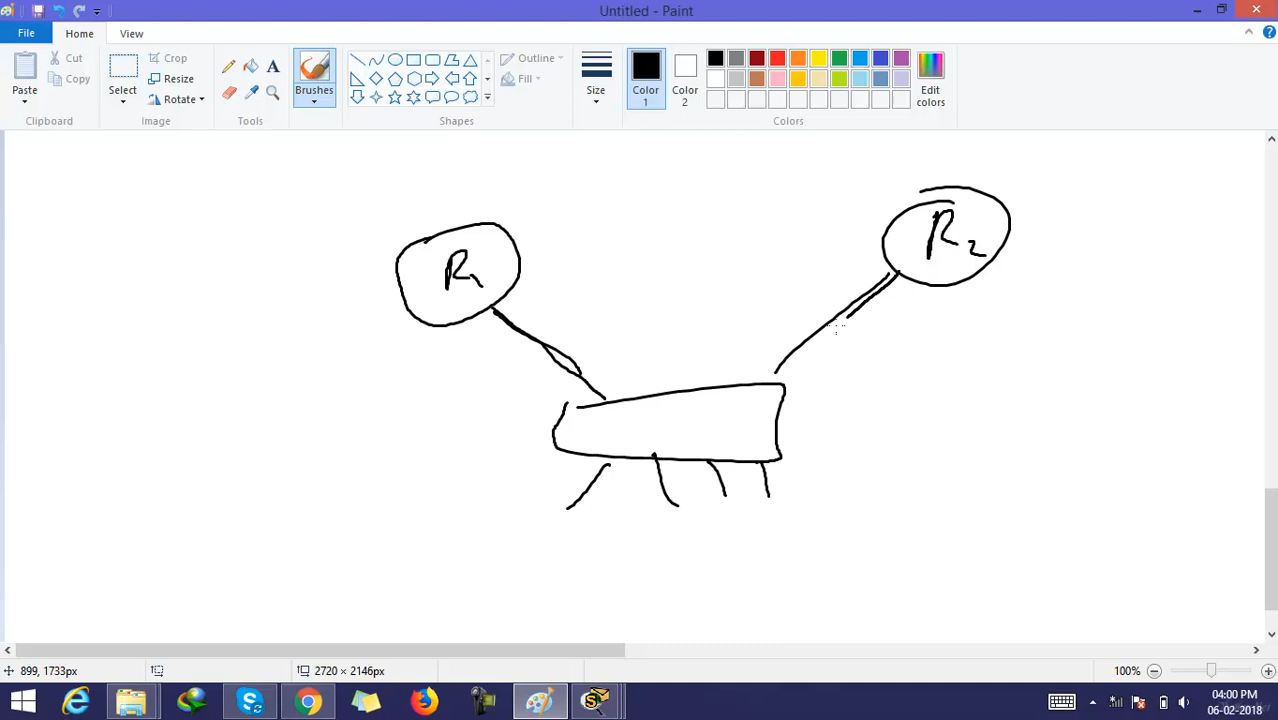 Untitled - Paint
File
Home
View
Paste
Cut
Copy
Clipboard
Select
Crop
Resize
Rotate
Image
A
Tools
Brushes
Shapes
Outline
Fill
Size
Color
1
Color
2
Edit
colors
Colors
R1
R2
899, 1733px
2720 × 2146px
100%
04:00 PM
06-02-2018